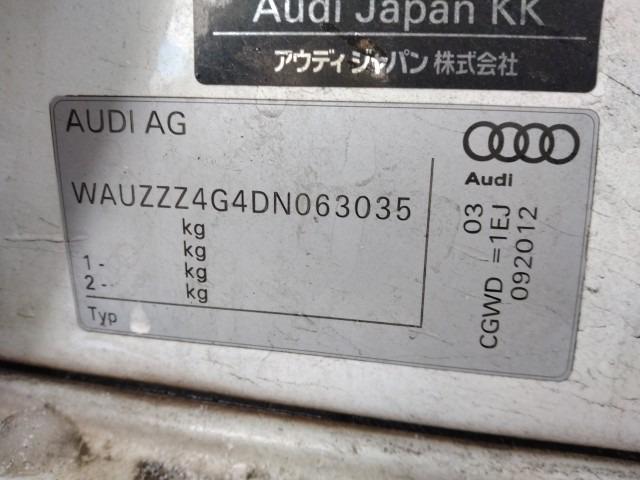 Audi Japan KK
アウディ ジャパン 株式会社
AUDI AG
Audi
WAUZZZ4G4DN063035
kg
kg
1 - kg
2 - kg
Typ
03
CGWD =1EJ
092012